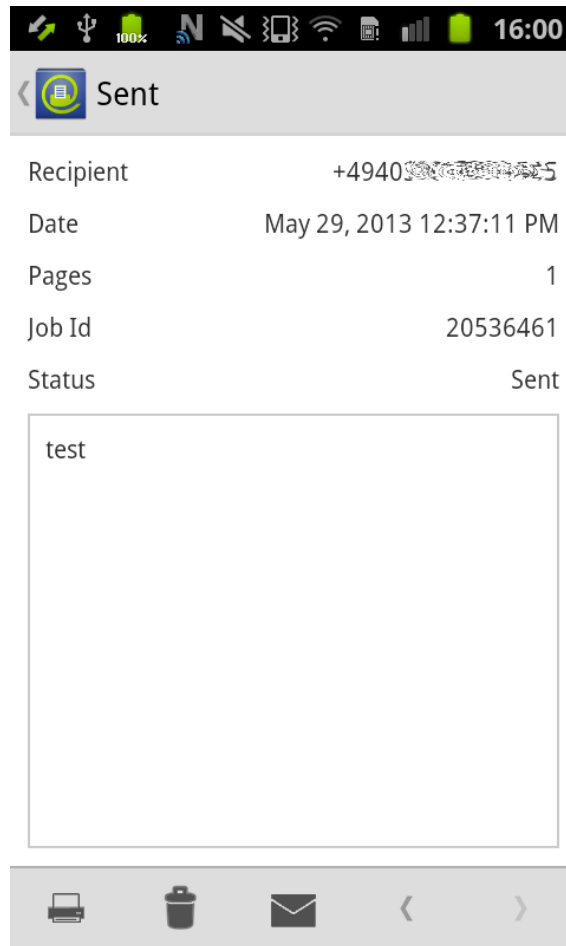 100%
16:00
Sent
Recipient
Date May 29, 2013 12:37:11 PM
Pages 1
Job Id 20536461
Status Sent
test